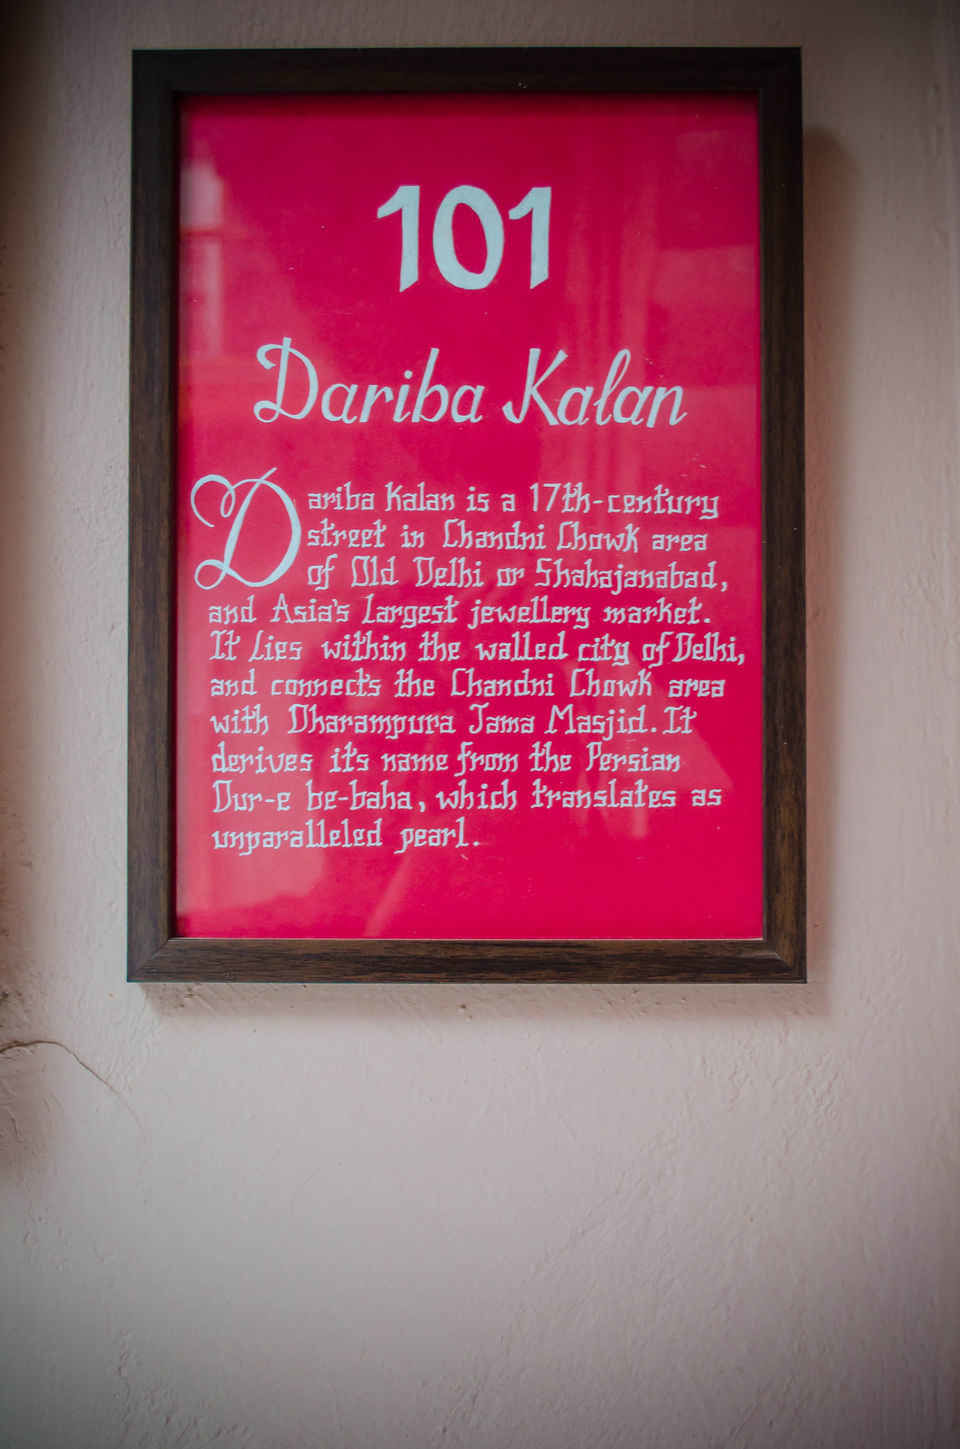 101
Dariba Kalan
Dariba Kalan is a 17th-century
street in Chandni Chowk area
of Old Delhi or Shahajanabad,
and Asia's largest jewellery market.
It lies within the walled city of Delhi,
and connects the Chandni Chowk area
with Dharampura Jama Masjid. It
derives its name from the Persian
Dur-e be-baha, which translates as
unparalleled pearl.